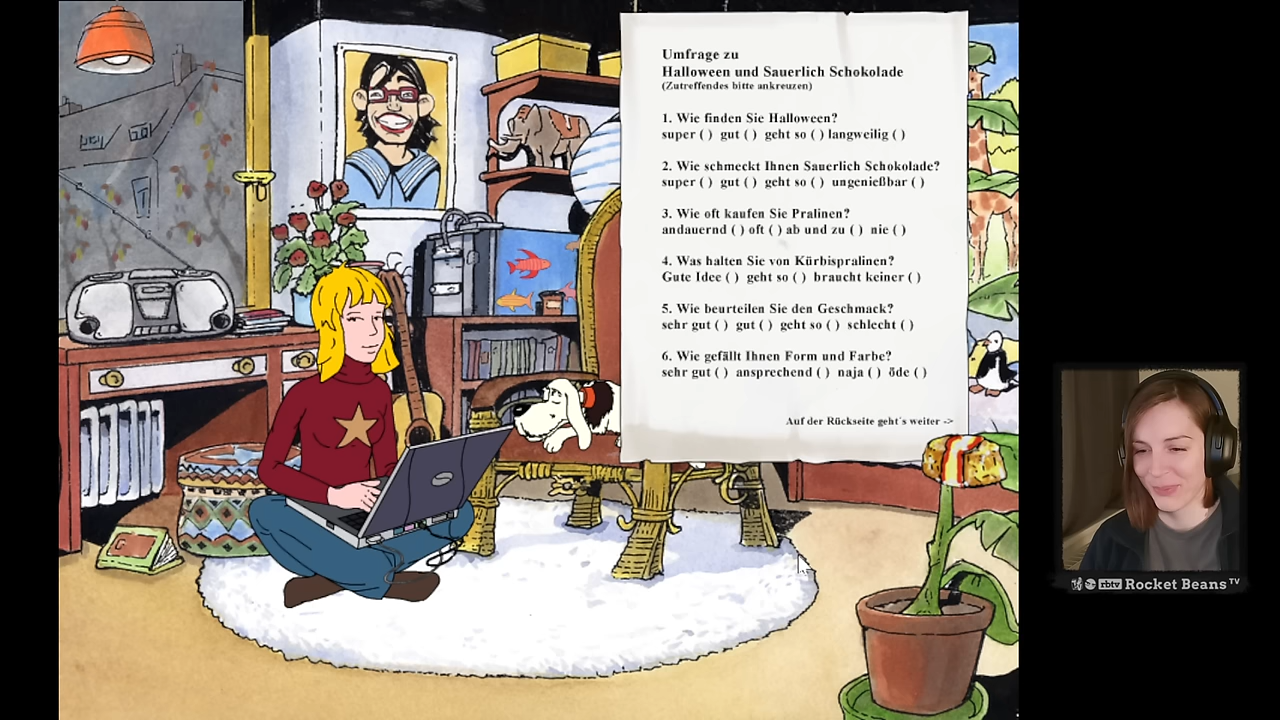 Umfrage zu
Halloween und Sauerlich Schokolade
(Zutreffendes bitte ankreuzen)
1. Wie finden Sie Halloween?
super ( ) gut ( ) geht so ( ) langweilig ( )
2. Wie schmeckt Ihnen Sauerlich Schokolade?
super ( ) gut ( ) geht so ( ) ungenießbar ( )
3. Wie oft kaufen Sie Pralinen?
andauernd ( ) oft ( ) ab und zu ( ) nie ( )
4. Was halten Sie von Kürbispralinen?
Gute Idee ( ) geht so ( ) braucht keiner ( )
5. Wie beurteilen Sie den Geschmack?
sehr gut ( ) gut ( ) geht so ( ) schlecht ( )
6. Wie gefällt Ihnen Form und Farbe?
sehr gut ( ) ansprechend ( ) naja ( ) öde ( )
Auf der Rückseite geht´s weiter ->
rbtv Rocket Beans TV